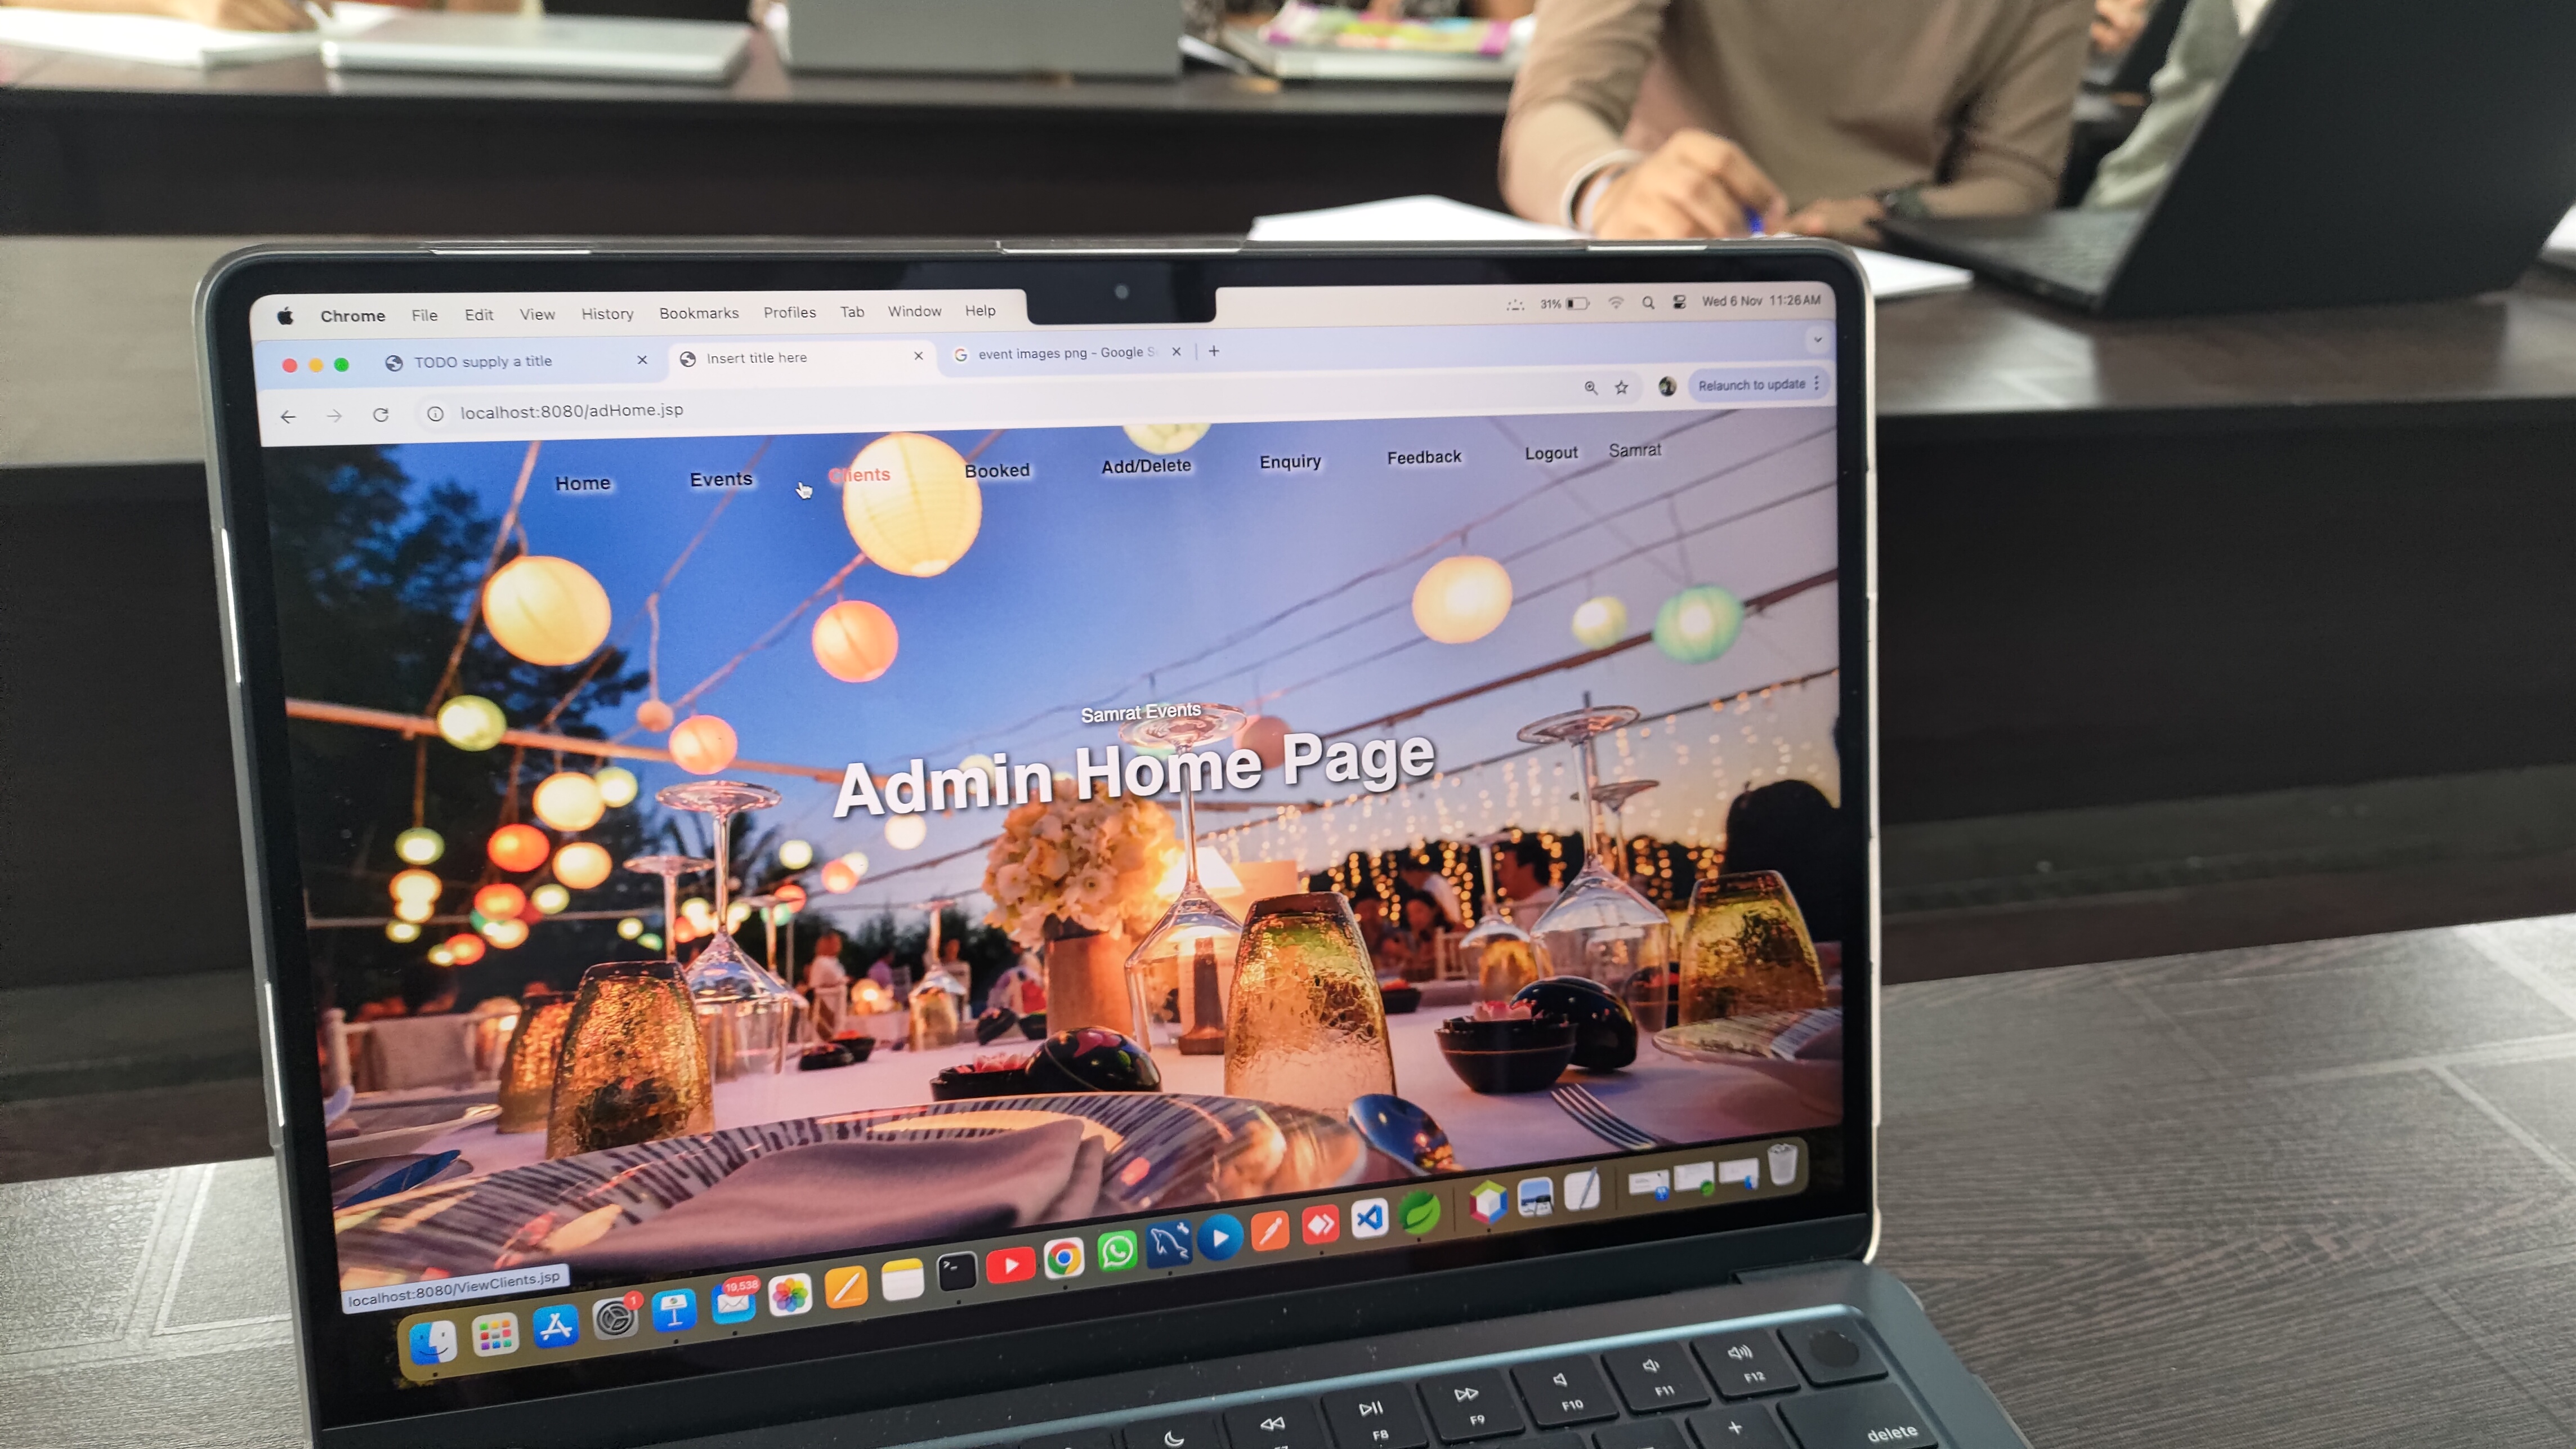 Chrome File Edit View History Bookmarks Profiles Tab Window Help 31% Wed 6 Nov 11:26 AM
TODO supply a title Insert title here event images png - Google S
localhost:8080/adHome.jsp Relaunch to update
Home Events Clients Booked Add/Delete Enquiry Feedback Logout Samrat
Samrat Events
Admin Home Page
localhost:8080/ViewClients.jsp
1 19,538
F8 F9 F10 F11 F12
+ delete